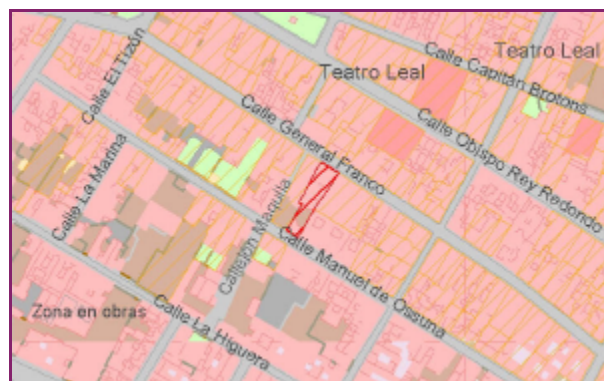 Calle El Tizón
Teatro Leal
Calle Capitán Brotons
Teatro Leal
Calle General Franco
Calle Obispo Rey Redondo
Calle La Marina
Callejón Maquila
Calle Manuel de Ossuna
Zona en obras
Calle La Higuera